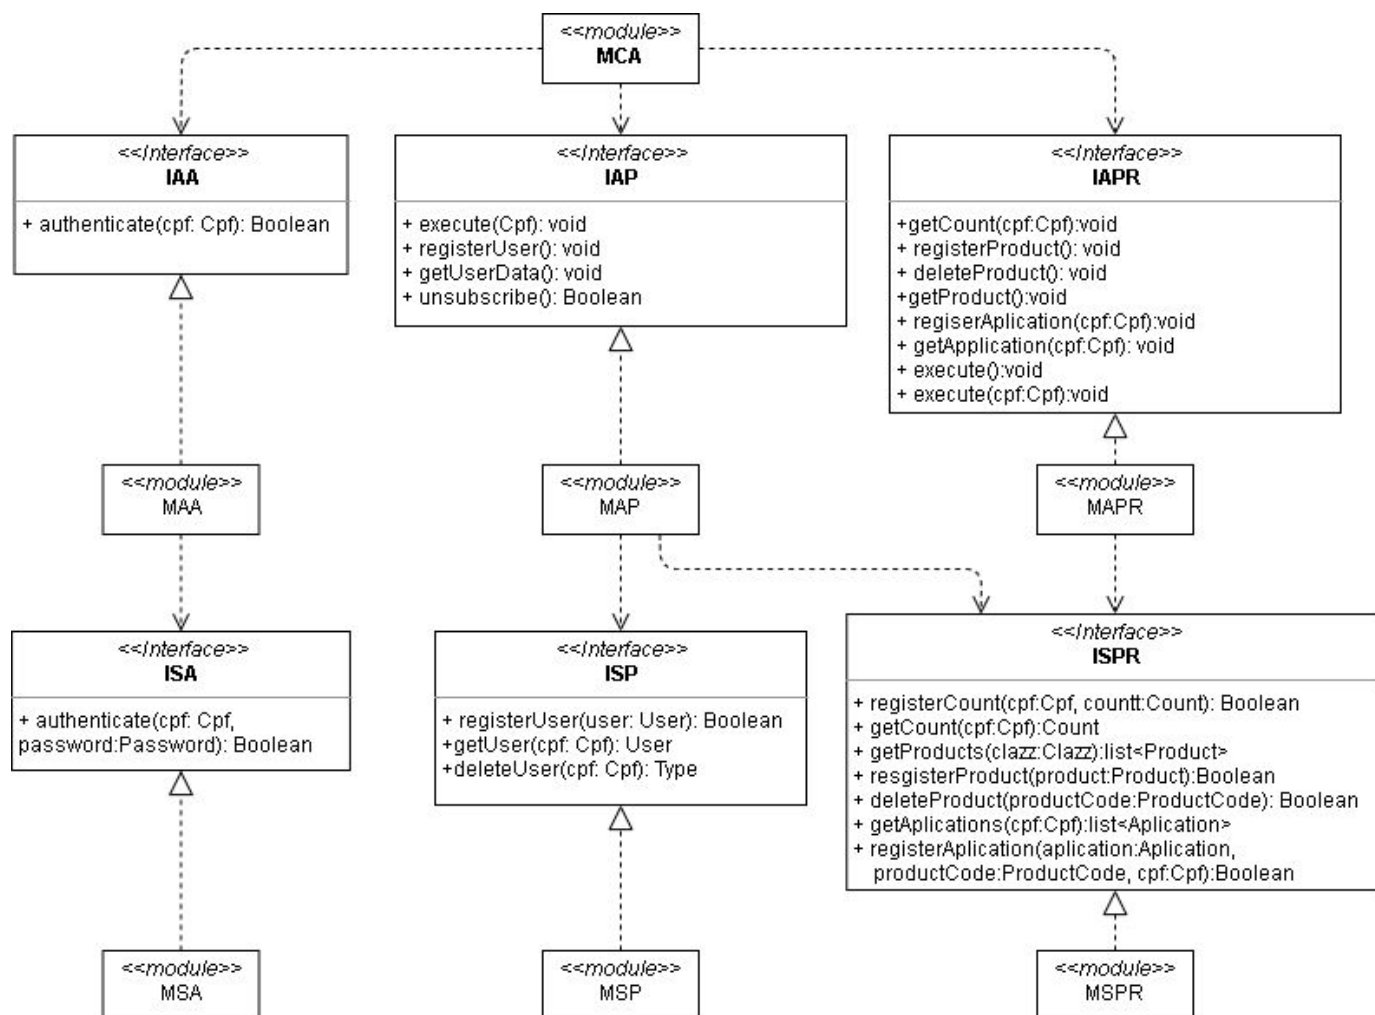 <<module>>
MCA
<<Interface>>
IAA
+ authenticate(cpf: Cpf): Boolean
<<Interface>>
IAP
+ execute(Cpf): void
+ registerUser(): void
+ getUserData(): void
+ unsubscribe(): Boolean
<<Interface>>
IAPR
+getCount(cpf:Cpf):void
+ registerProduct(): void
+ deleteProduct(): void
+getProduct():void
+ regiserAplication(cpf:Cpf):void
+ getApplication(cpf:Cpf): void
+ execute():void
+ execute(cpf:Cpf):void
<<module>>
MAA
<<module>>
MAP
<<module>>
MAPR
<<Interface>>
ISA
+ authenticate(cpf: Cpf,
password:Password): Boolean
<<Interface>>
ISP
+ registerUser(user: User): Boolean
+getUser(cpf: Cpf): User
+deleteUser(cpf: Cpf): Type
<<Interface>>
ISPR
+ registerCount(cpf:Cpf, countt:Count): Boolean
+ getCount(cpf:Cpf):Count
+ getProducts(clazz:Clazz):list<Product>
+ resgisterProduct(product:Product):Boolean
+ deleteProduct(productCode:ProductCode): Boolean
+ getAplications(cpf:Cpf):list<Aplication>
+ registerAplication(aplication:Aplication,
productCode:ProductCode, cpf:Cpf):Boolean
<<module>>
MSA
<<module>>
MSP
<<module>>
MSPR